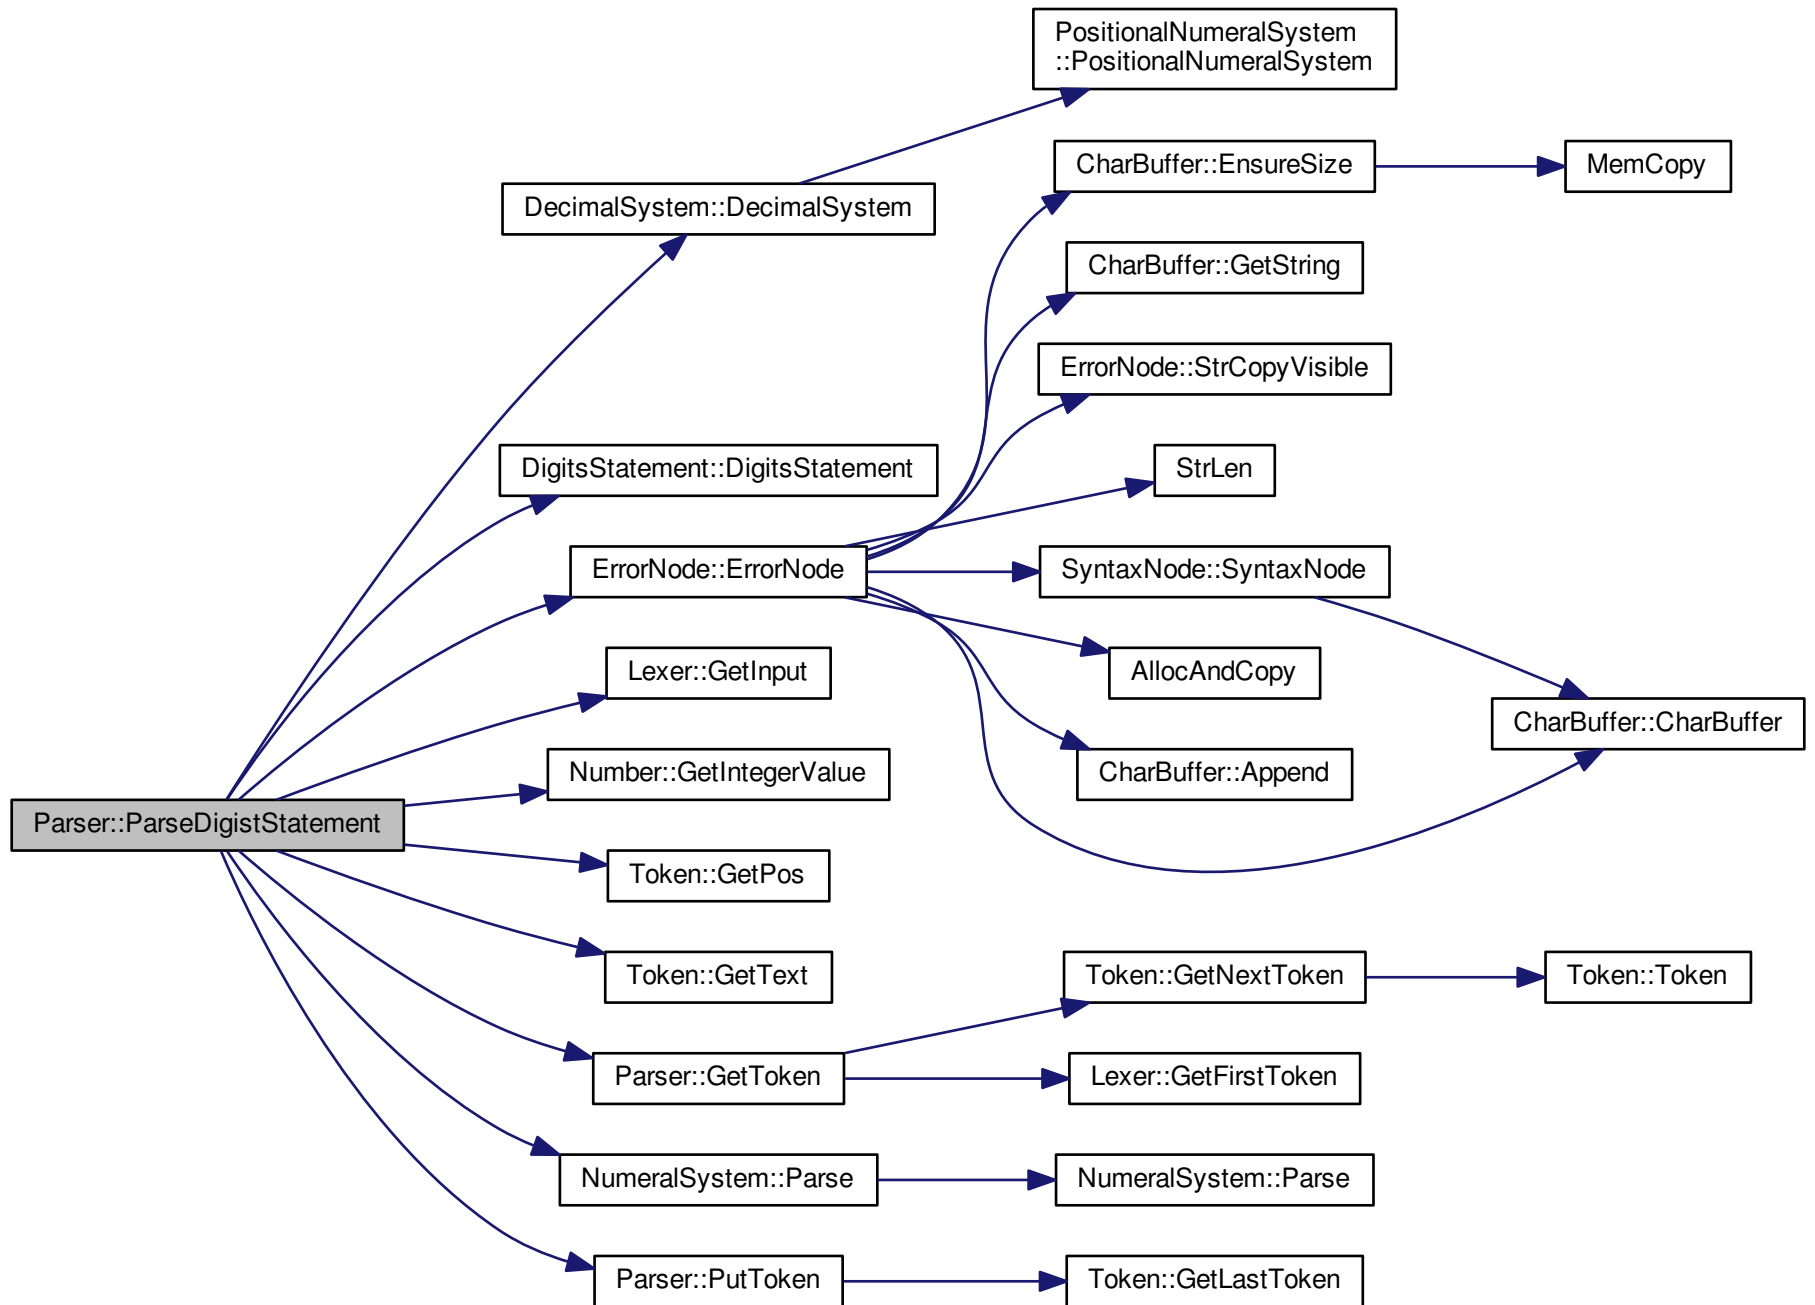 PositionalNumeralSystem
::PositionalNumeralSystem
CharBuffer::EnsureSize
MemCopy
DecimalSystem::DecimalSystem
CharBuffer::GetString
ErrorNode::StrCopyVisible
DigitsStatement::DigitsStatement
StrLen
ErrorNode::ErrorNode
SyntaxNode::SyntaxNode
Lexer::GetInput
AllocAndCopy
CharBuffer::CharBuffer
Number::GetIntegerValue
CharBuffer::Append
Parser::ParseDigistStatement
Token::GetPos
Token::GetText
Token::GetNextToken
Token::Token
Parser::GetToken
Lexer::GetFirstToken
NumeralSystem::Parse
NumeralSystem::Parse
Parser::PutToken
Token::GetLastToken